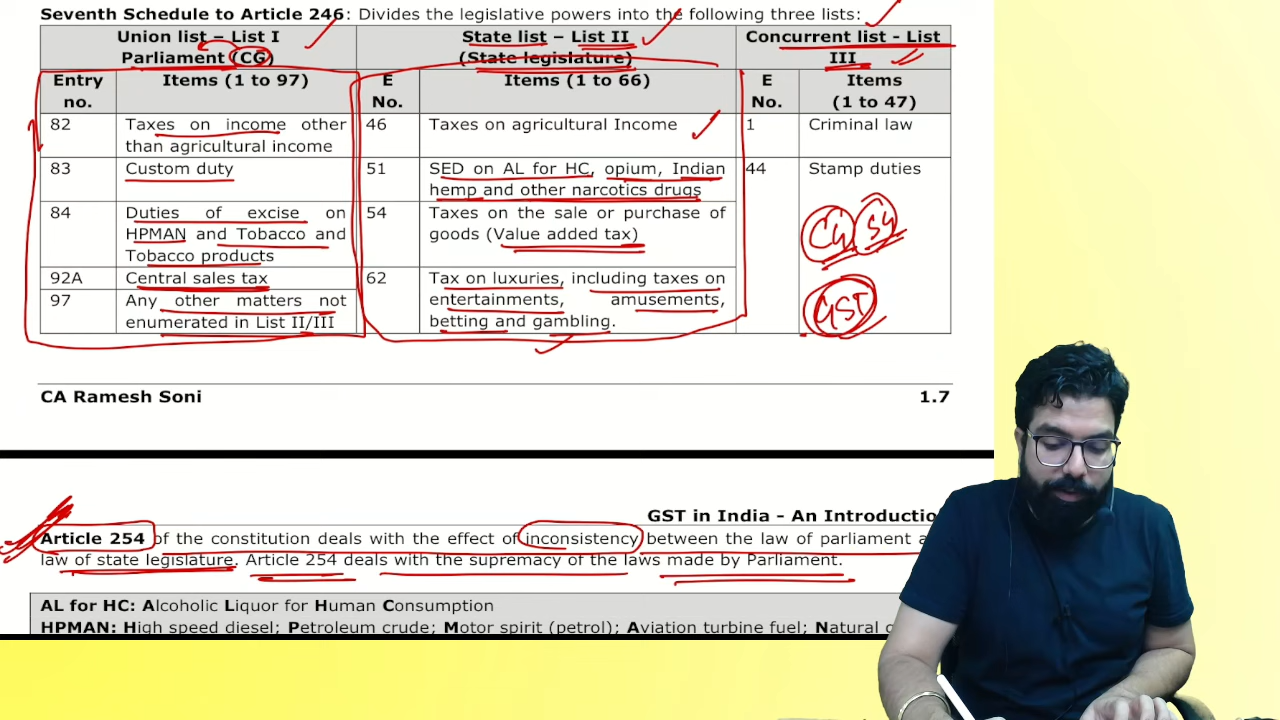 Seventh Schedule to Article 246: Divides the legislative powers into the following three lists:
Union list – List I
Parliament (CG)
State list – List II
(State legislature)
Concurrent list - List
III
Entry
no.
Items (1 to 97)
E
No.
Items (1 to 66)
E
No.
Items
(1 to 47)
82
Taxes on income other
than agricultural income
46
Taxes on agricultural Income
1
Criminal law
83
Custom duty
51
SED on AL for HC, opium, Indian
hemp and other narcotics drugs
44
Stamp duties
84
Duties of excise on
HPMAN and Tobacco and
Tobacco products
54
Taxes on the sale or purchase of
goods (Value added tax)
CG SG
92A
Central sales tax
62
Tax on luxuries, including taxes on
entertainments, amusements,
betting and gambling.
97
Any other matters not
enumerated in List II/III
GST
CA Ramesh Soni
1.7
GST in India - An Introductio
Article 254 of the constitution deals with the effect of inconsistency between the law of parliament a
law of state legislature. Article 254 deals with the supremacy of the laws made by Parliament.
AL for HC: Alcoholic Liquor for Human Consumption
HPMAN: High speed diesel; Petroleum crude; Motor spirit (petrol); Aviation turbine fuel; Natural